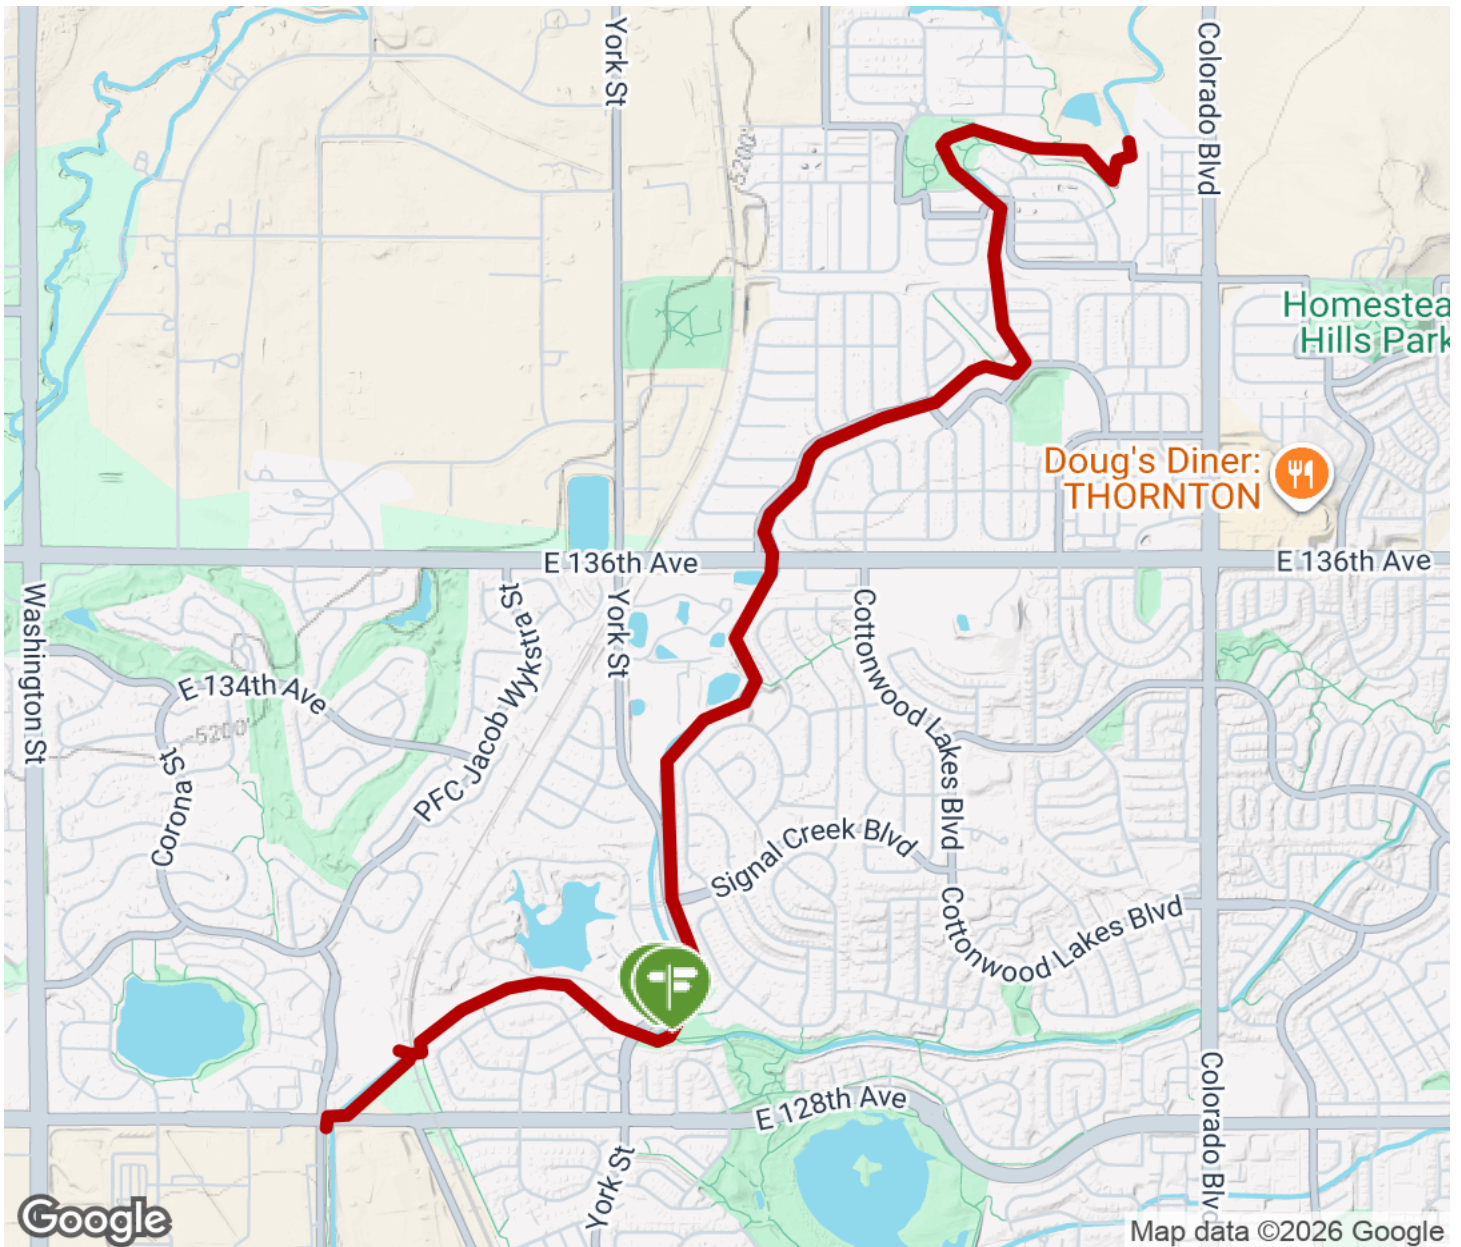 York St
Colorado Blvd
5200'
Homestea
Hills Park
Doug's Diner:
THORNTON
E 136th Ave
E 136th Ave
Washington St
York St
PFC Jacob Wykstra St
Cottonwood Lakes Blvd
E 134th Ave
5200'
Corona St
Signal Creek Blvd
Cottonwood Lakes Blvd
E 128th Ave
Colorado Blv
York St
Google
Map data ©2026 Google